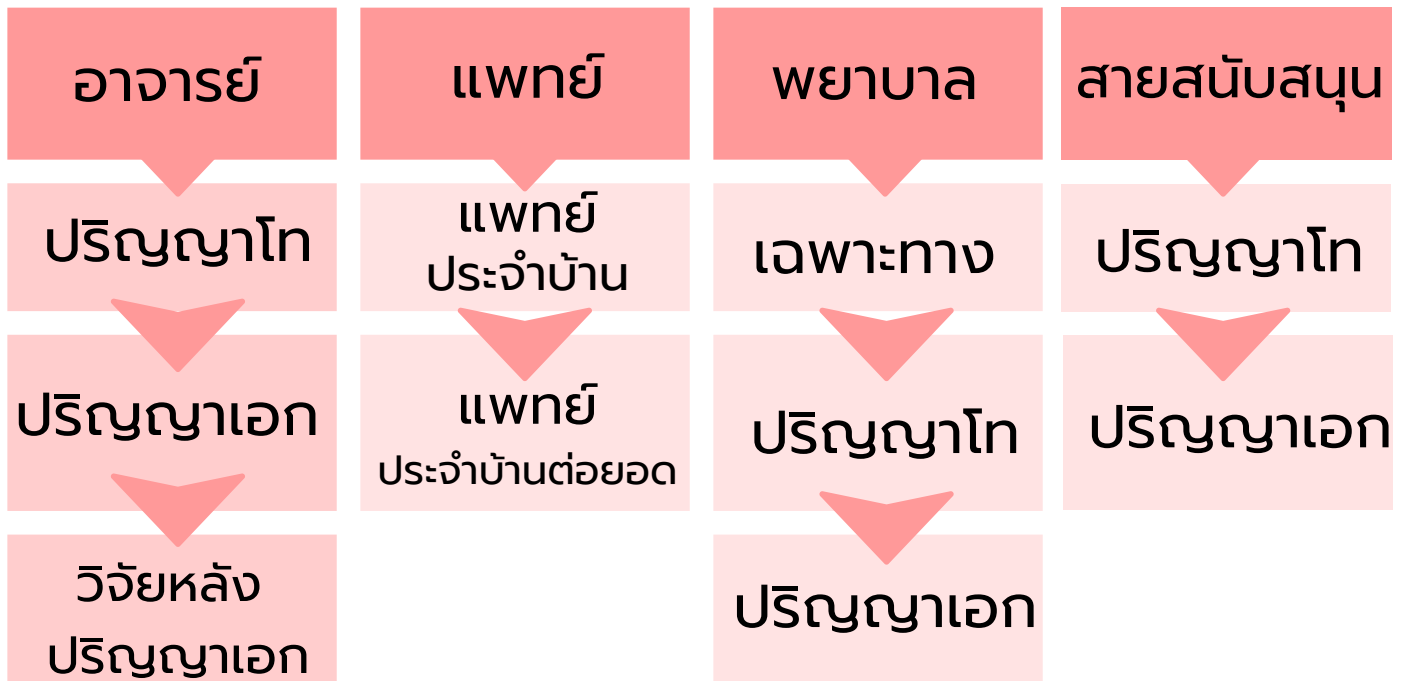 อาจารย์
ปริญญาโท
ปริญญาเอก
วิจัยหลัง
ปริญญาเอก
แพทย์
แพทย์
ประจำบ้าน
แพทย์
ประจำบ้านต่อยอด
พยาบาล
เฉพาะทาง
ปริญญาโท
ปริญญาเอก
สายสนับสนุน
ปริญญาโท
ปริญญาเอก